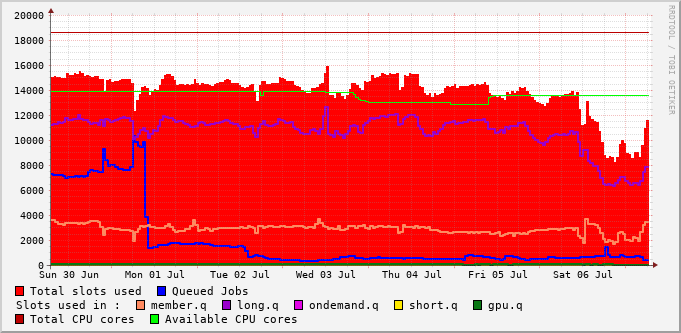 20000
18000
16000
14000
12000
10000
8000
6000
4000
2000
0
Sun 30 Jun Mon 01 Jul Tue 02 Jul Wed 03 Jul Thu 04 Jul Fri 05 Jul Sat 06 Jul
Total slots used Queued Jobs
Slots used in : member.q long.q ondemand.q short.q gpu.q
Total CPU cores Available CPU cores
RRDTOOL / TOBI OETIKER